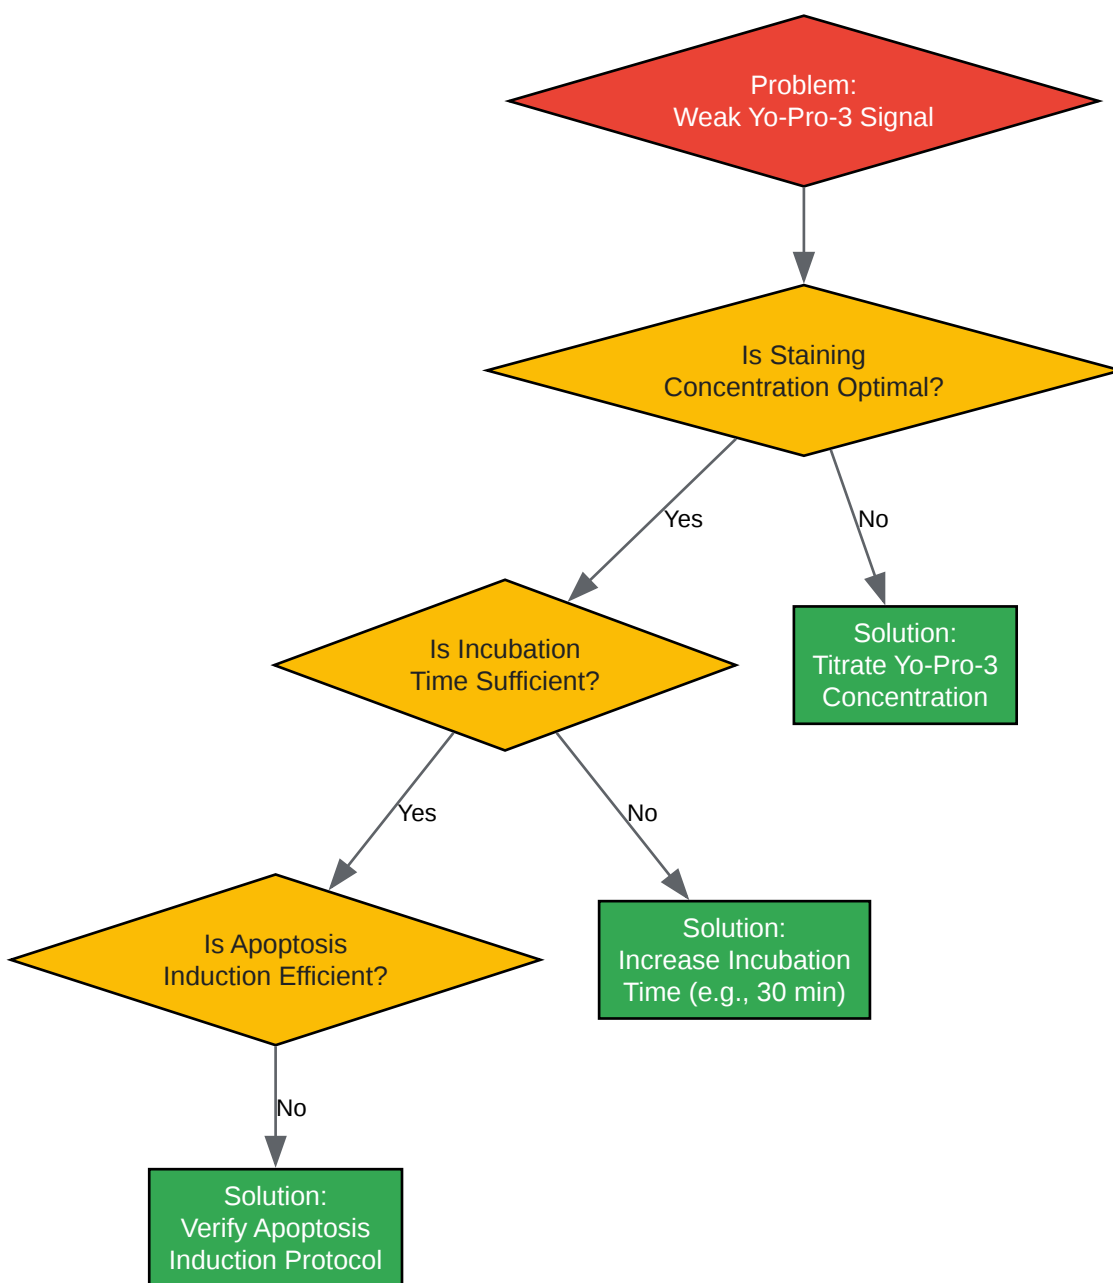 Problem:
Weak Yo-Pro-3 Signal
Is Staining
Concentration Optimal?
Yes
No
Is Incubation
Time Sufficient?
Solution:
Titrate Yo-Pro-3
Concentration
Yes
No
Is Apoptosis
Induction Efficient?
Solution:
Increase Incubation
Time (e.g., 30 min)
No
Solution:
Verify Apoptosis
Induction Protocol